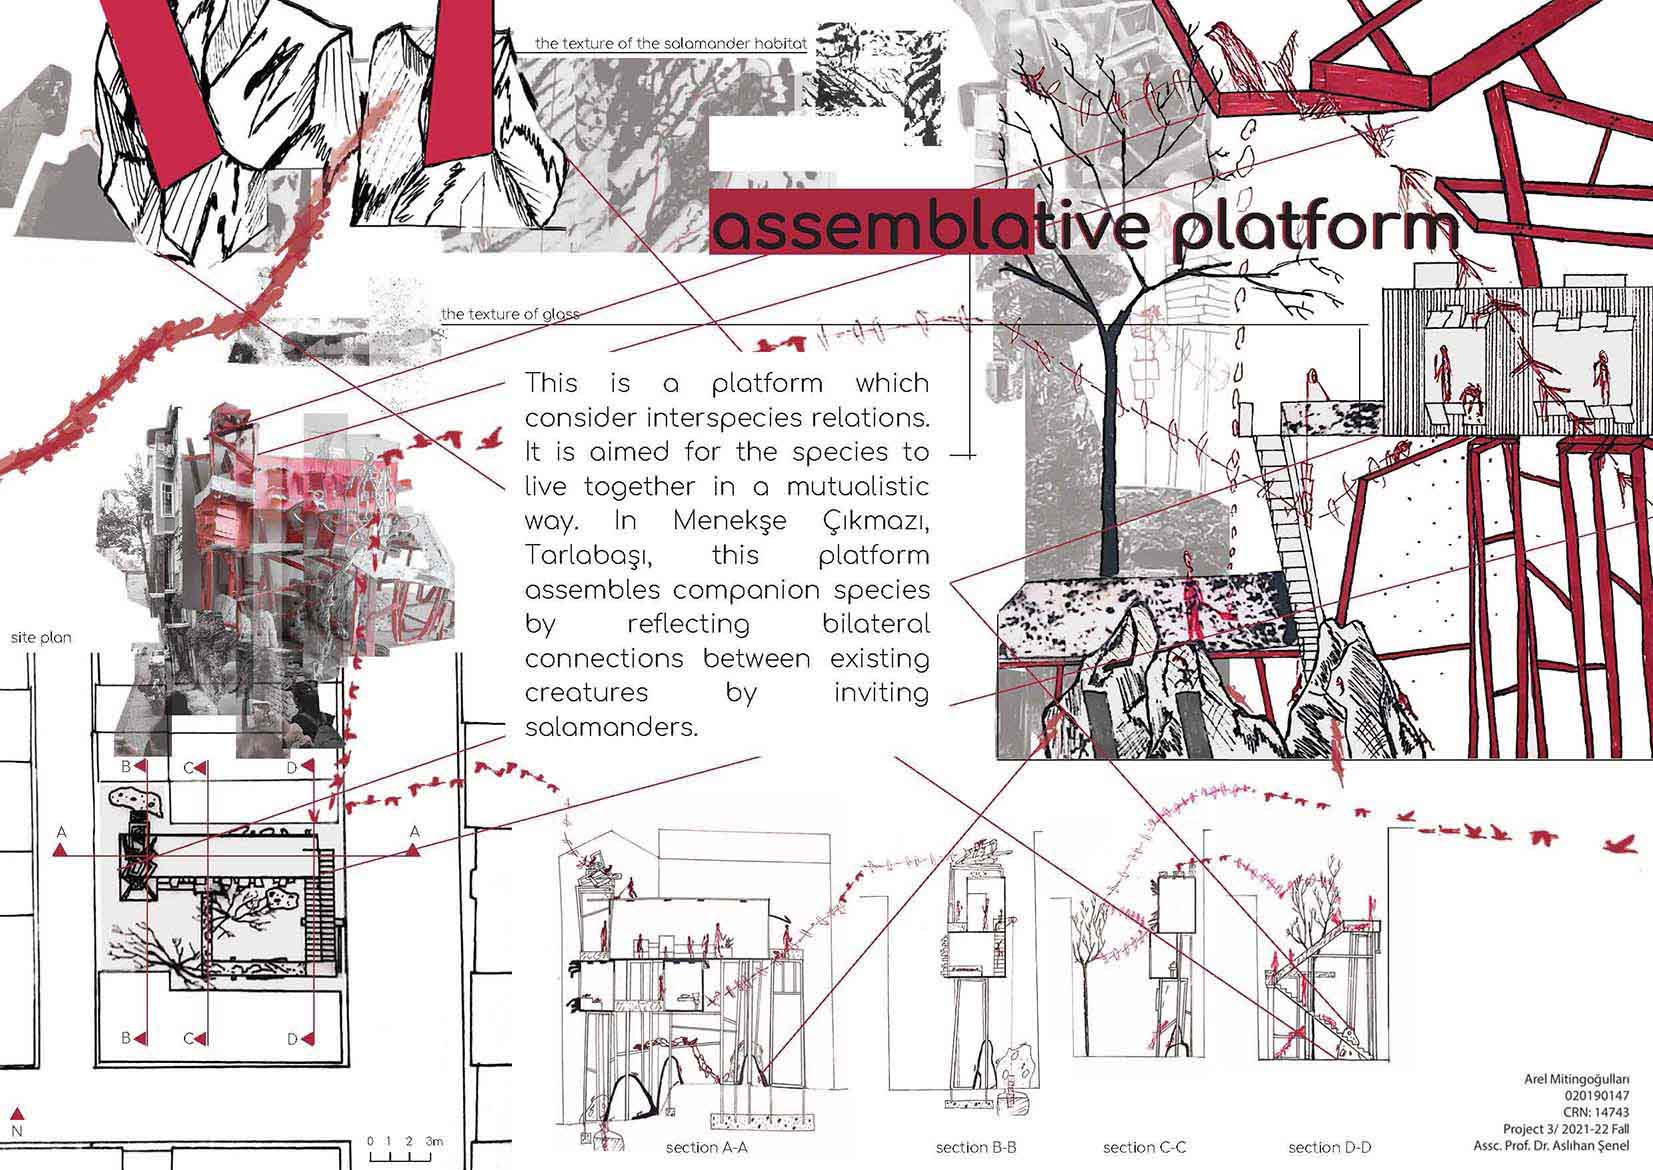 the texture of the salamander habitat
assemblative platform
the texture of glass
This is a platform which
consider interspecies relations.
It is aimed for the species to
live together in a mutualistic
way. In Menekşe Çıkmazı,
Tarlabaşı, this platform
assembles companion species
by reflecting bilateral
connections between existing
creatures by inviting
salamanders.
site plan
B C D
A A
B C D
N
0 1 2 3m
section A-A
section B-B
section C-C
section D-D
Arel Mitingoğulları
020190147
CRN: 14743
Project 3/ 2021-22 Fall
Assc. Prof. Dr. Aslıhan Şenel